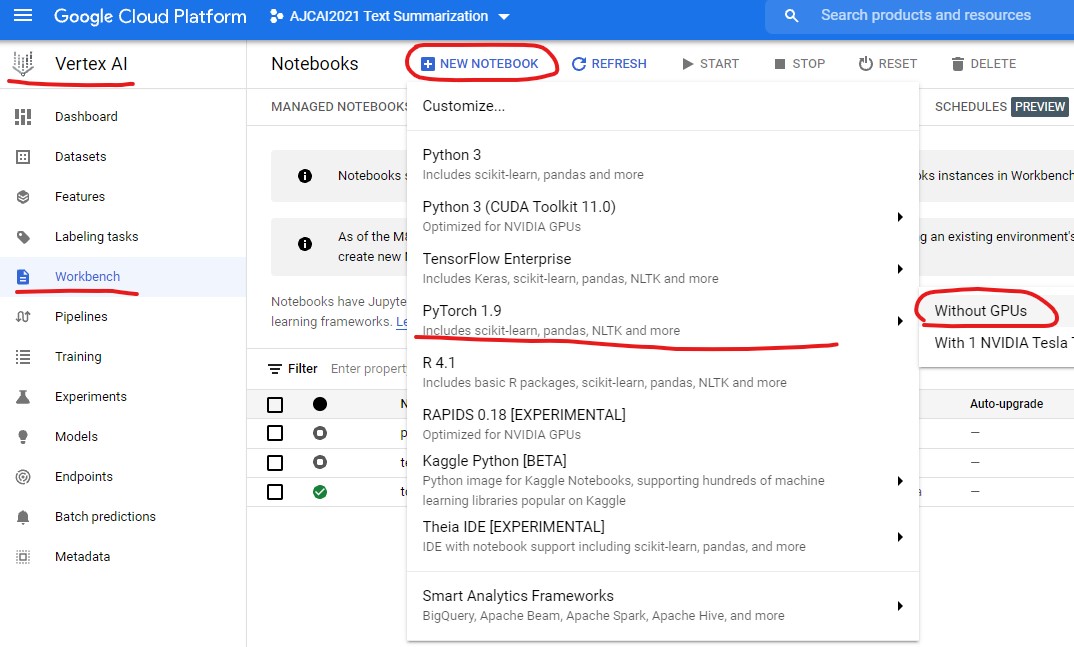 Google Cloud Platform
AJCAI2021 Text Summarization
Search products and resources
Vertex AI
Notebooks
NEW NOTEBOOK
REFRESH
START
STOP
RESET
DELETE
Dashboard
Datasets
Features
Labeling tasks
Workbench
Pipelines
Training
Experiments
Models
Endpoints
Batch predictions
Metadata
MANAGED NOTEBOOKS
SCHEDULES PREVIEW
Notebooks
instances in Workbench
As of the
an existing environment's
create new
Notebooks have
learning frameworks.
Filter
Enter
Auto-upgrade
—
—
—
Customize...
Python 3
Includes scikit-learn, pandas and more
Python 3 (CUDA Toolkit 11.0)
Optimized for NVIDIA GPUs
TensorFlow Enterprise
Includes Keras, scikit-learn, pandas, NLTK and more
PyTorch 1.9
Includes scikit-learn, pandas, NLTK and more
R 4.1
Includes basic R packages, scikit-learn, pandas, NLTK and more
RAPIDS 0.18 [EXPERIMENTAL]
Optimized for NVIDIA GPUs
Kaggle Python [BETA]
Python image for Kaggle Notebooks, supporting hundreds of machine
learning libraries popular on Kaggle
Theia IDE [EXPERIMENTAL]
IDE with notebook support including scikit-learn, pandas, and more
Smart Analytics Frameworks
BigQuery, Apache Beam, Apache Spark, Apache Hive, and more
Without GPUs
With 1 NVIDIA Tesla